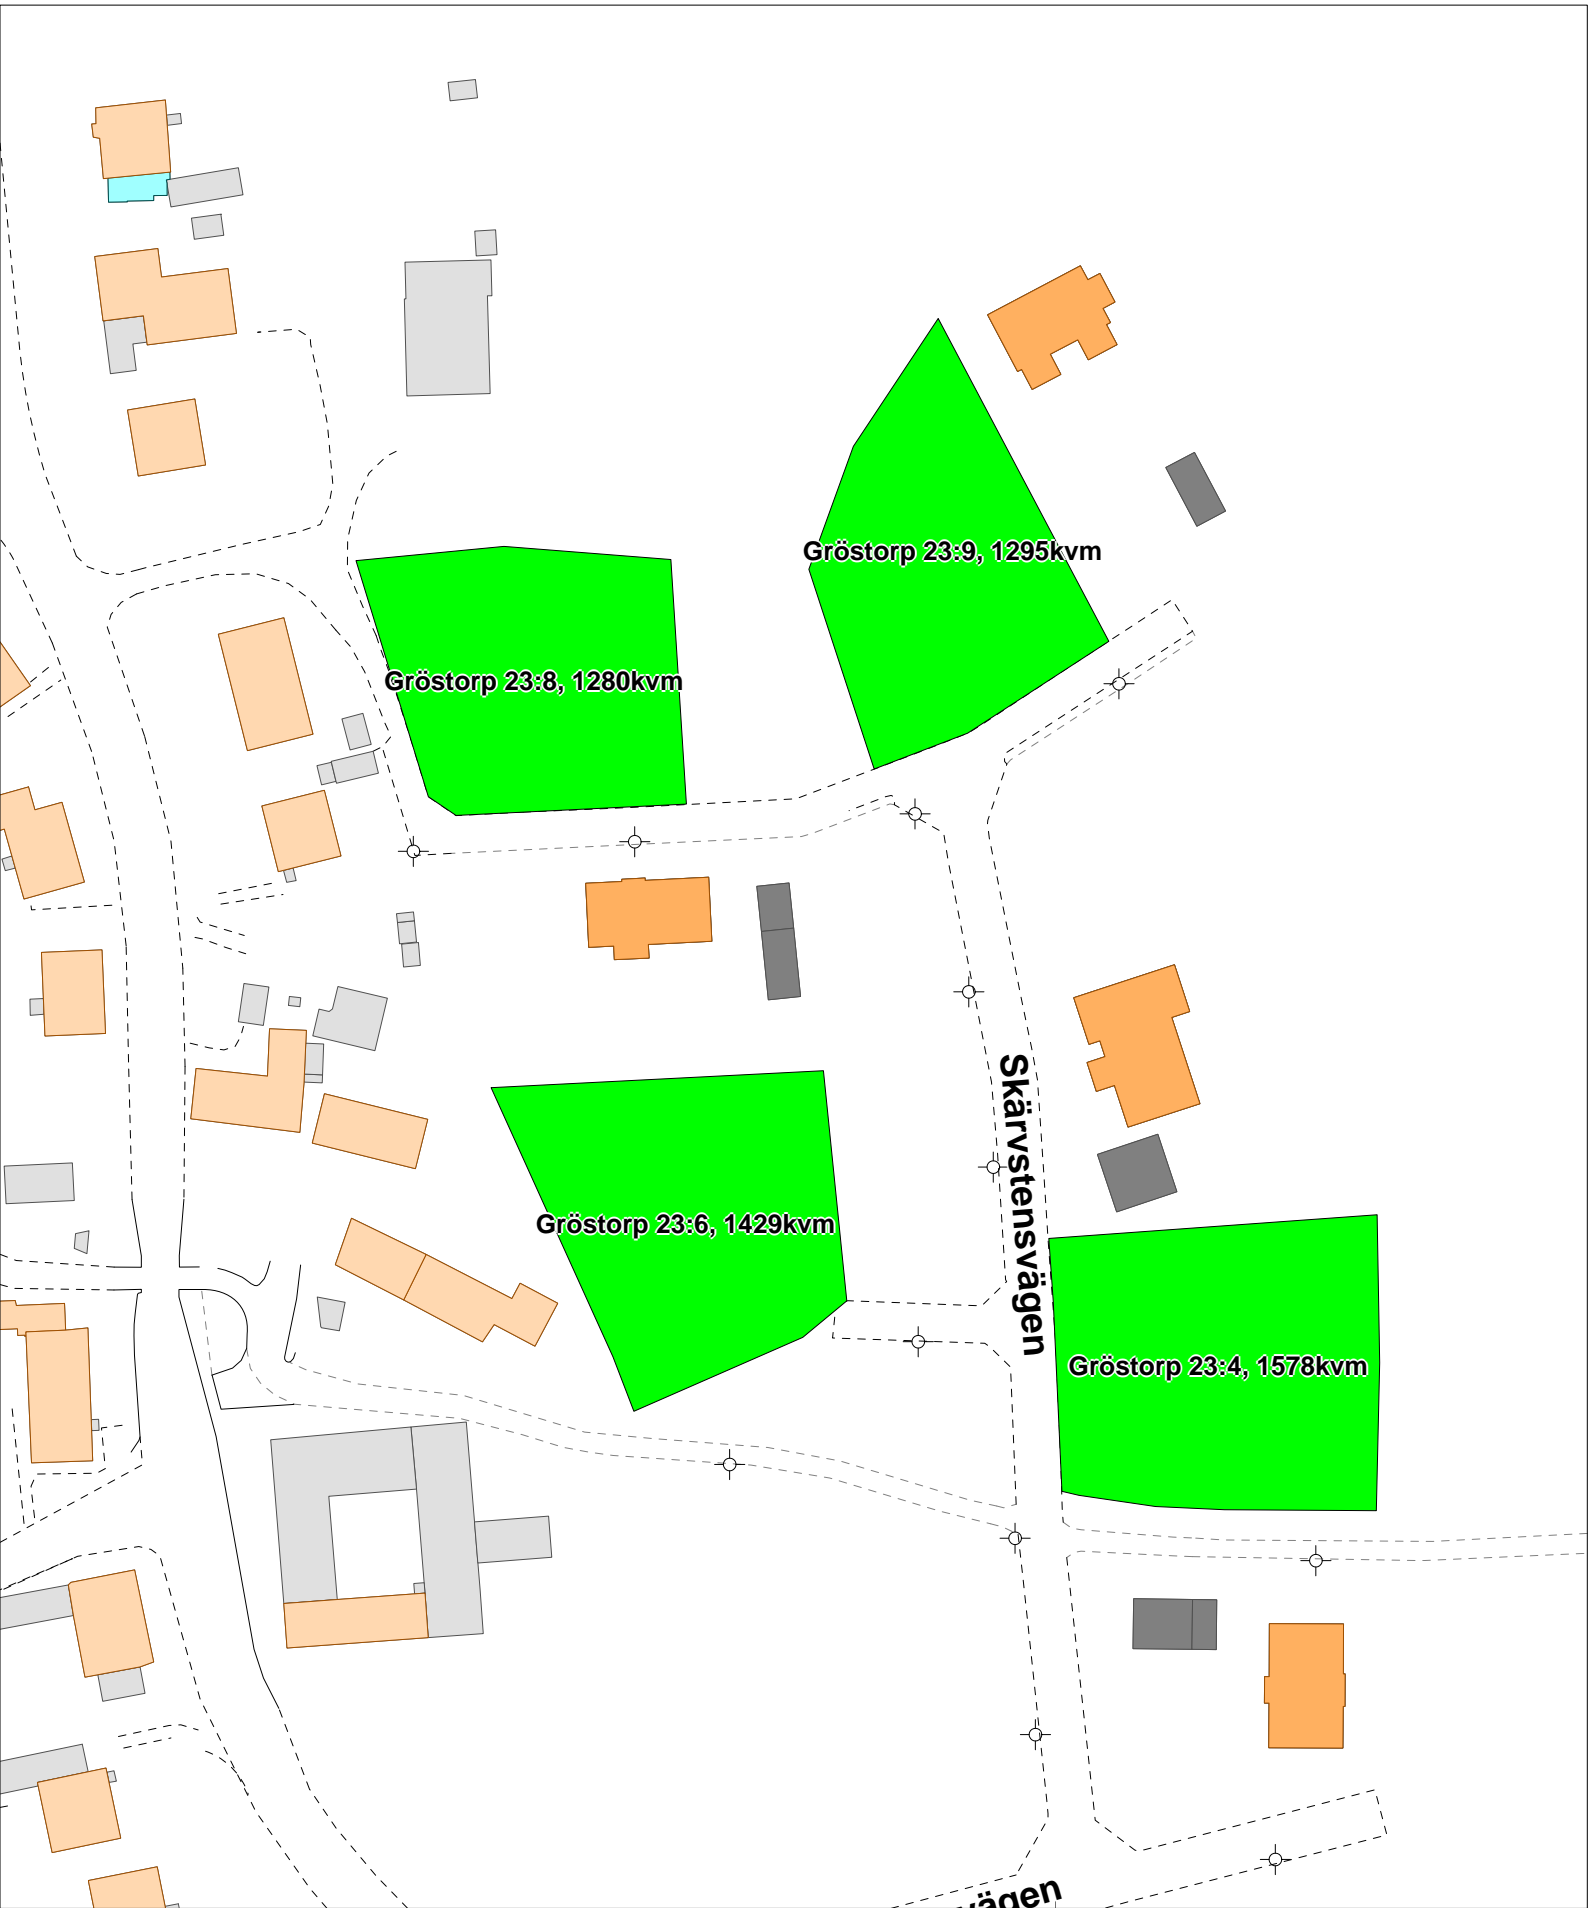 Gröstorp 23:9, 1295kvm
Gröstorp 23:8, 1280kvm
Skärvstensvägen
Gröstorp 23:6, 1429kvm
Gröstorp 23:4, 1578kvm
vägen